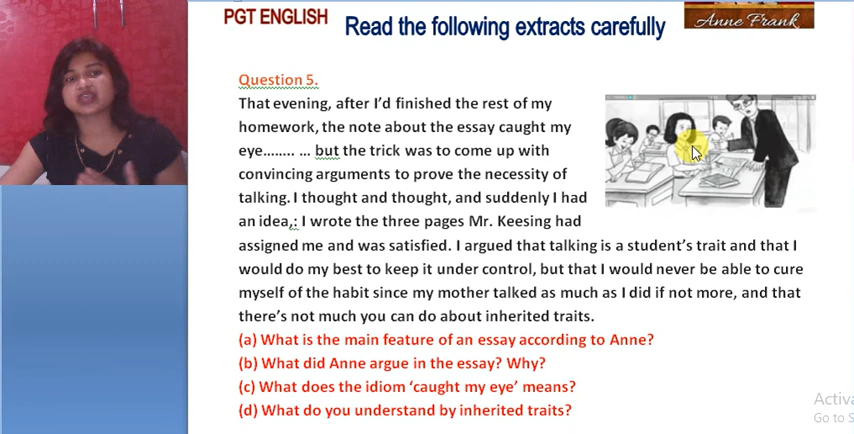 PGT ENGLISH
Read the following extracts carefully
Anne Frank
Question 5.
That evening, after I'd finished the rest of my
homework, the note about the essay caught my
eye........ ... but the trick was to come up with
convincing arguments to prove the necessity of
talking. I thought and thought, and suddenly I had
an idea,: I wrote the three pages Mr. Keesing had
assigned me and was satisfied. I argued that talking is a student's trait and that I
would do my best to keep it under control, but that I would never be able to cure
myself of the habit since my mother talked as much as I did if not more, and that
there's not much you can do about inherited traits.
(a) What is the main feature of an essay according to Anne?
(b) What did Anne argue in the essay? Why?
(c) What does the idiom 'caught my eye' means?
(d) What do you understand by inherited traits?
Activa
Go to S